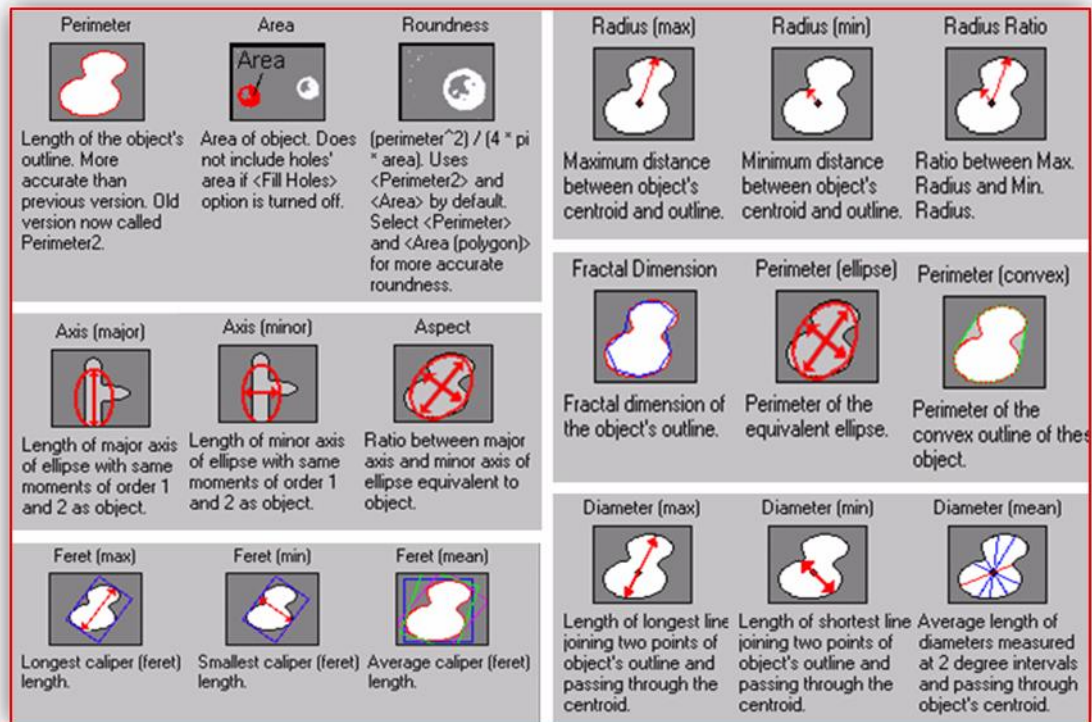 Perimeter
Length of the object's
outline. More
accurate than
previous version. Old
version now called
Perimeter2.
Area
Area
Area of object. Does
not include holes'
area if <Fill Holes>
option is turned off.
Roundness
(perimeter^2) / (4 * pi
* area). Uses
<Perimeter2> and
<Area> by default.
Select <Perimeter>
and <Area (polygon)>
for more accurate
roundness.
Axis (major)
Length of major axis
of ellipse with same
moments of order 1
and 2 as object.
Axis (minor)
Length of minor axis
of ellipse with same
moments of order 1
and 2 as object.
Aspect
Ratio between major
axis and minor axis of
ellipse equivalent to
object.
Feret (max)
Longest caliper (feret)
length.
Feret (min)
Smallest caliper (feret)
length.
Feret (mean)
Average caliper (feret)
length.
Radius (max)
Maximum distance
between object's
centroid and outline.
Radius (min)
Minimum distance
between object's
centroid and outline.
Radius Ratio
Ratio between Max.
Radius and Min.
Radius.
Fractal Dimension
Fractal dimension of
the object's outline.
Perimeter (ellipse)
Perimeter of the
equivalent ellipse.
Perimeter (convex)
Perimeter of the
convex outline of thes
object.
Diameter (max)
Length of longest line
joining two points of
object's outline and
passing through the
centroid.
Diameter (min)
Length of shortest line
joining two points of
object's outline and
passing through the
centroid.
Diameter (mean)
Average length of
diameters measured
at 2 degree intervals
and passing through
object's centroid.